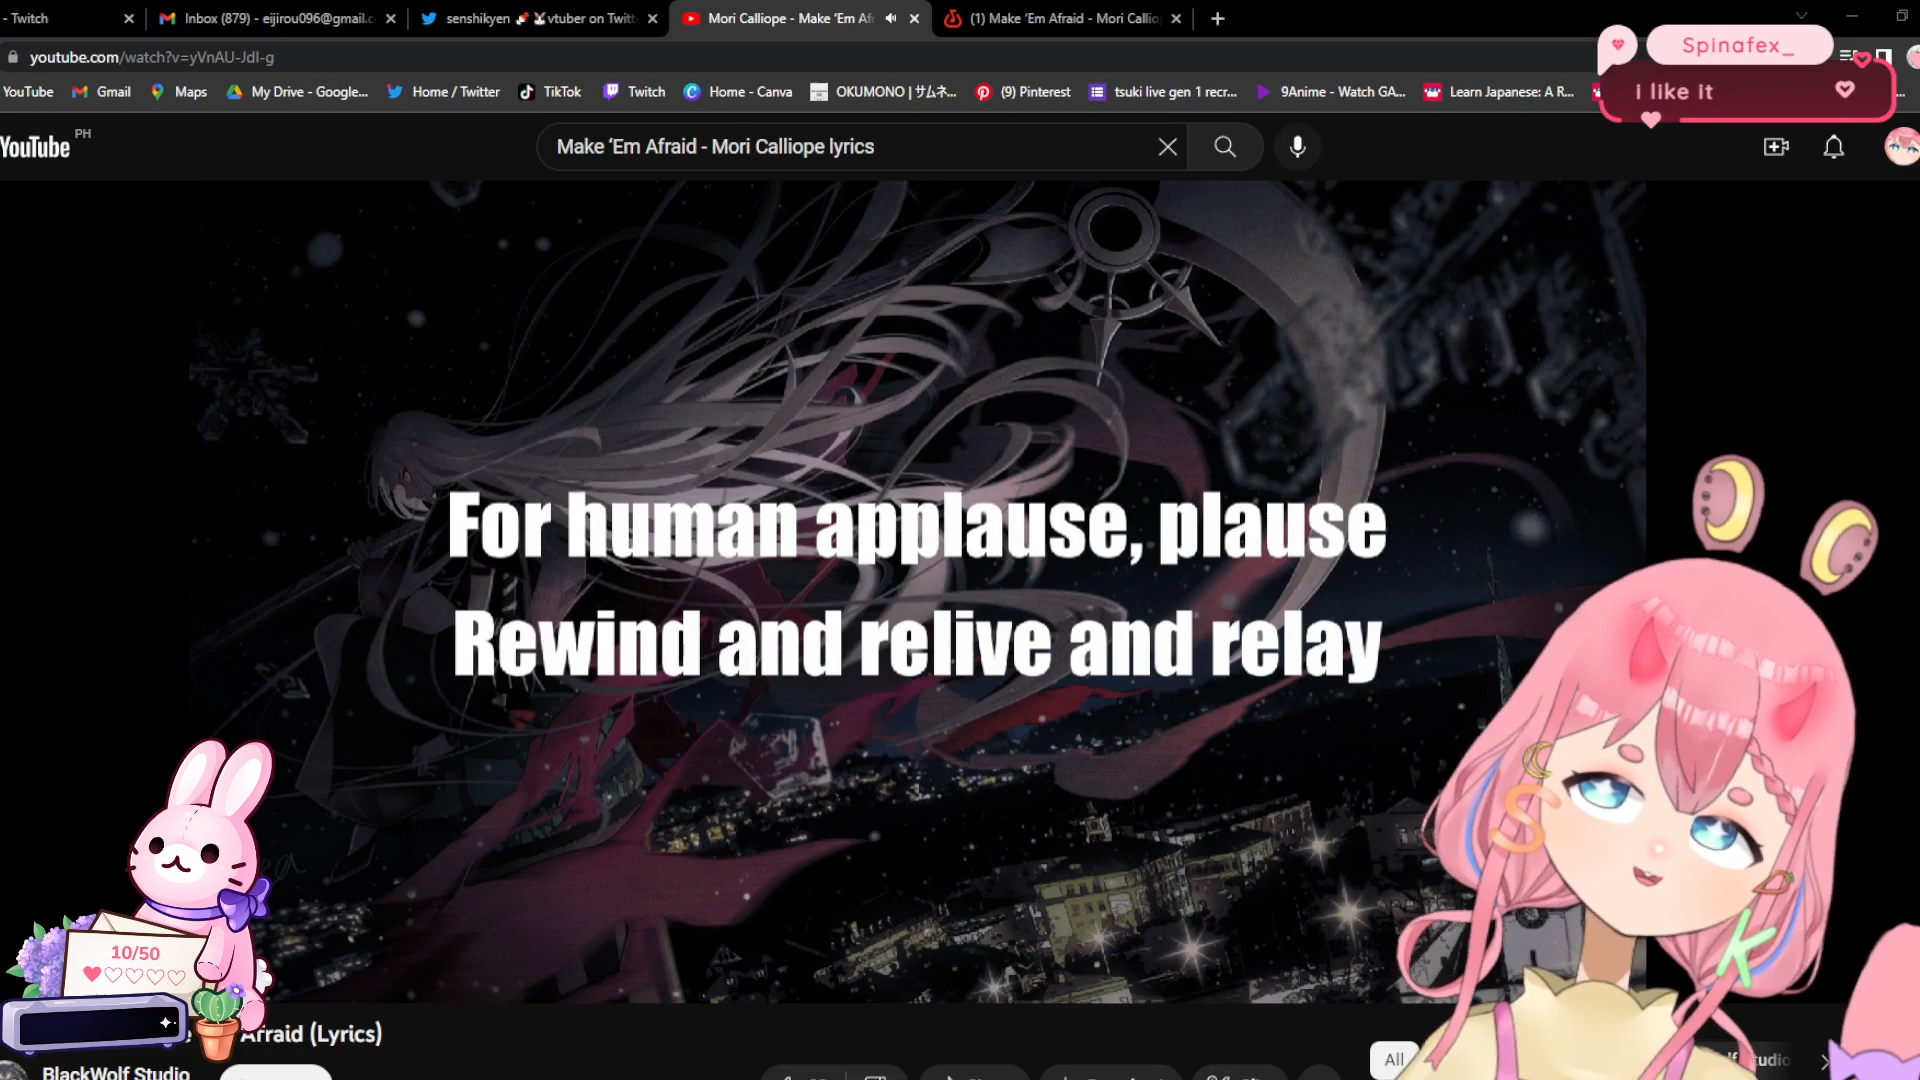 - Twitch
Inbox (879) - eijirou096@gmail.c
senshikyen 🚀🐰vtuber on Twitt
Mori Calliope - Make 'Em Af
(1) Make 'Em Afraid - Mori Callio
youtube.com/watch?v=yVnAU-JdI-g
YouTube
Gmail
Maps
My Drive - Google...
Home / Twitter
TikTok
Twitch
Home - Canva
OKUMONO | サムネ...
(9) Pinterest
tsuki live gen 1 recr...
9Anime - Watch GA...
Learn Japanese: A R...
Spinafex_
i like it
YouTube
PH
Make ‘Em Afraid - Mori Calliope lyrics
For human applause, plause
Rewind and relive and relay
S
K
10/50
Afraid (Lyrics)
BlackWolf Studio
All